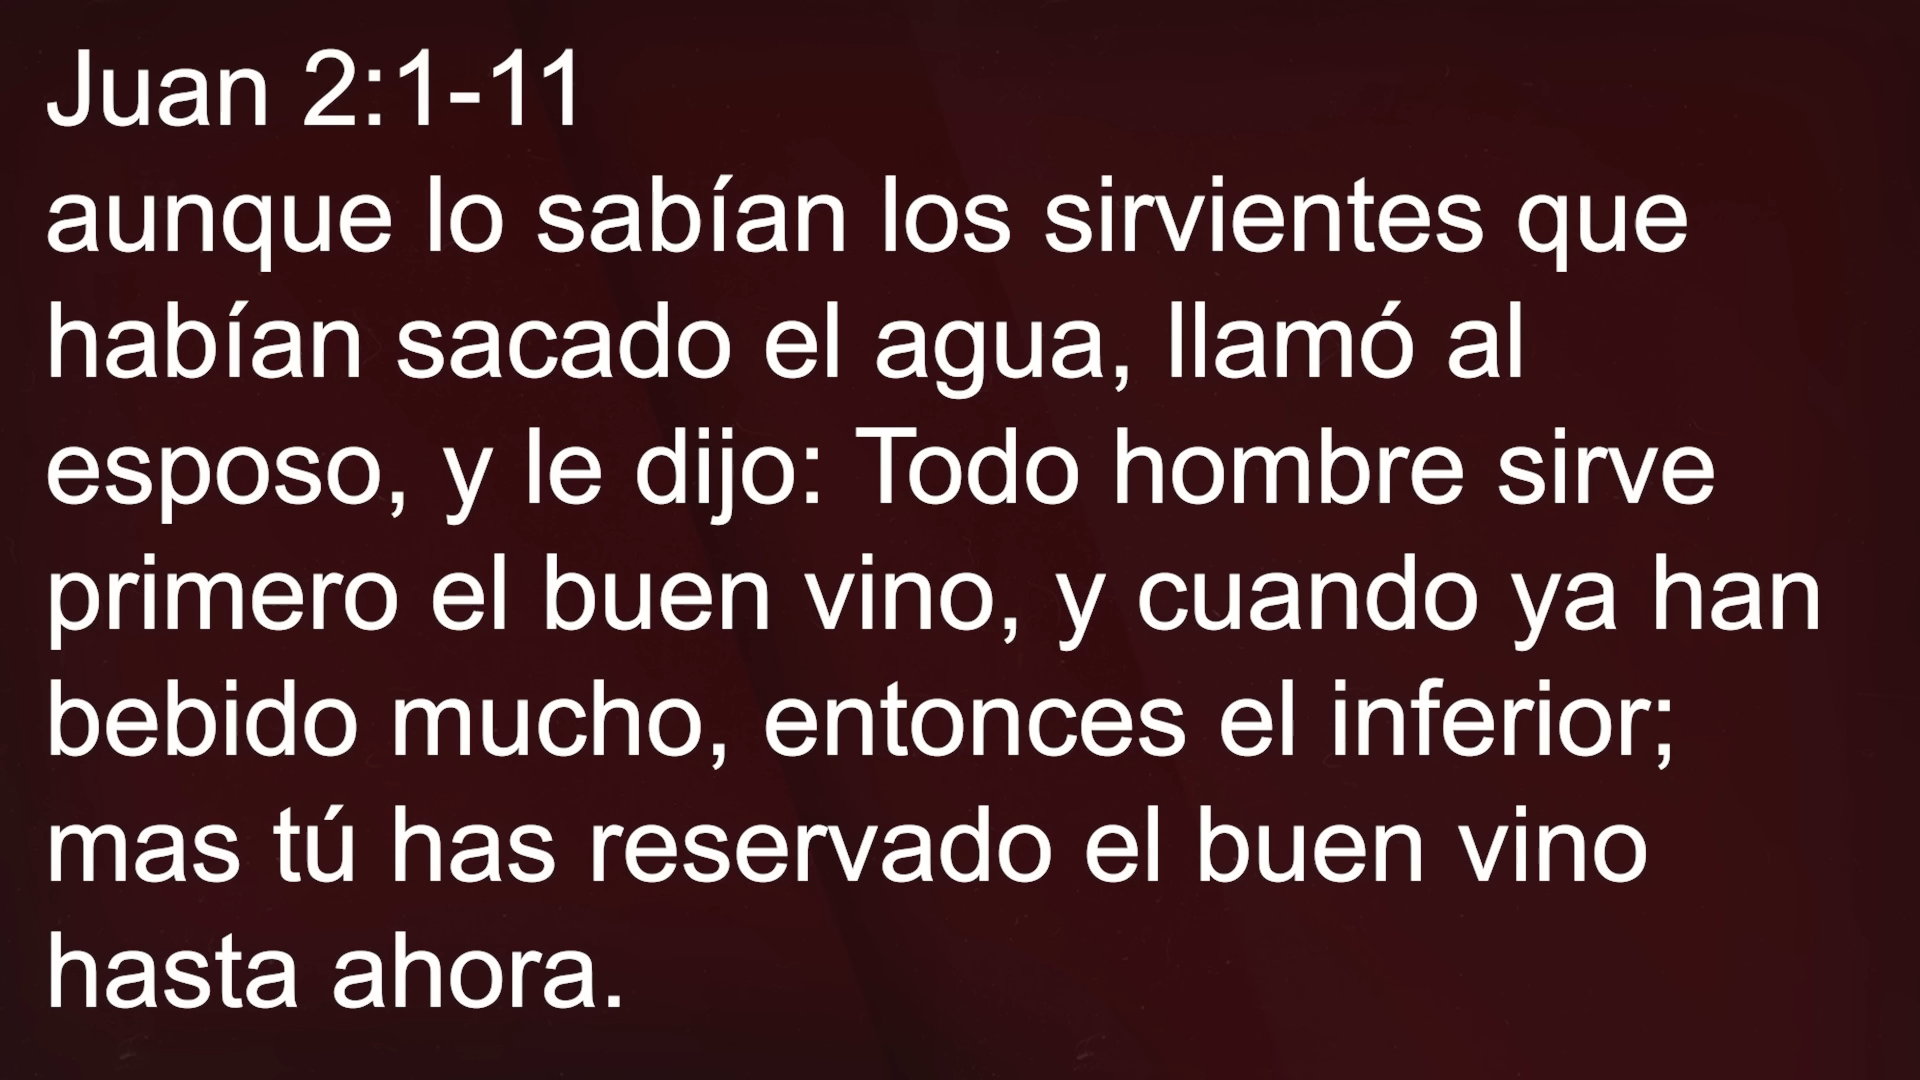 Juan 2:1-11
aunque lo sabían los sirvientes que
habían sacado el agua, llamó al
esposo, y le dijo: Todo hombre sirve
primero el buen vino, y cuando ya han
bebido mucho, entonces el inferior;
mas tú has reservado el buen vino
hasta ahora.